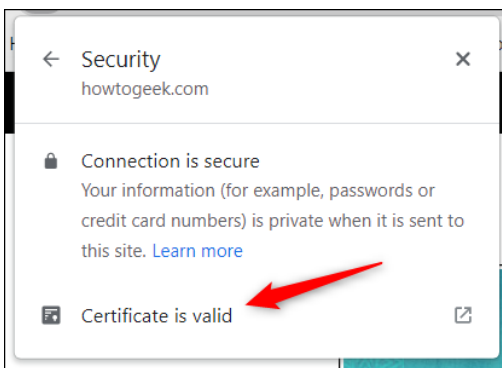 Security
howtogeek.com
Connection is secure
Your information (for example, passwords or
credit card numbers) is private when it is sent to
this site. Learn more
Certificate is valid